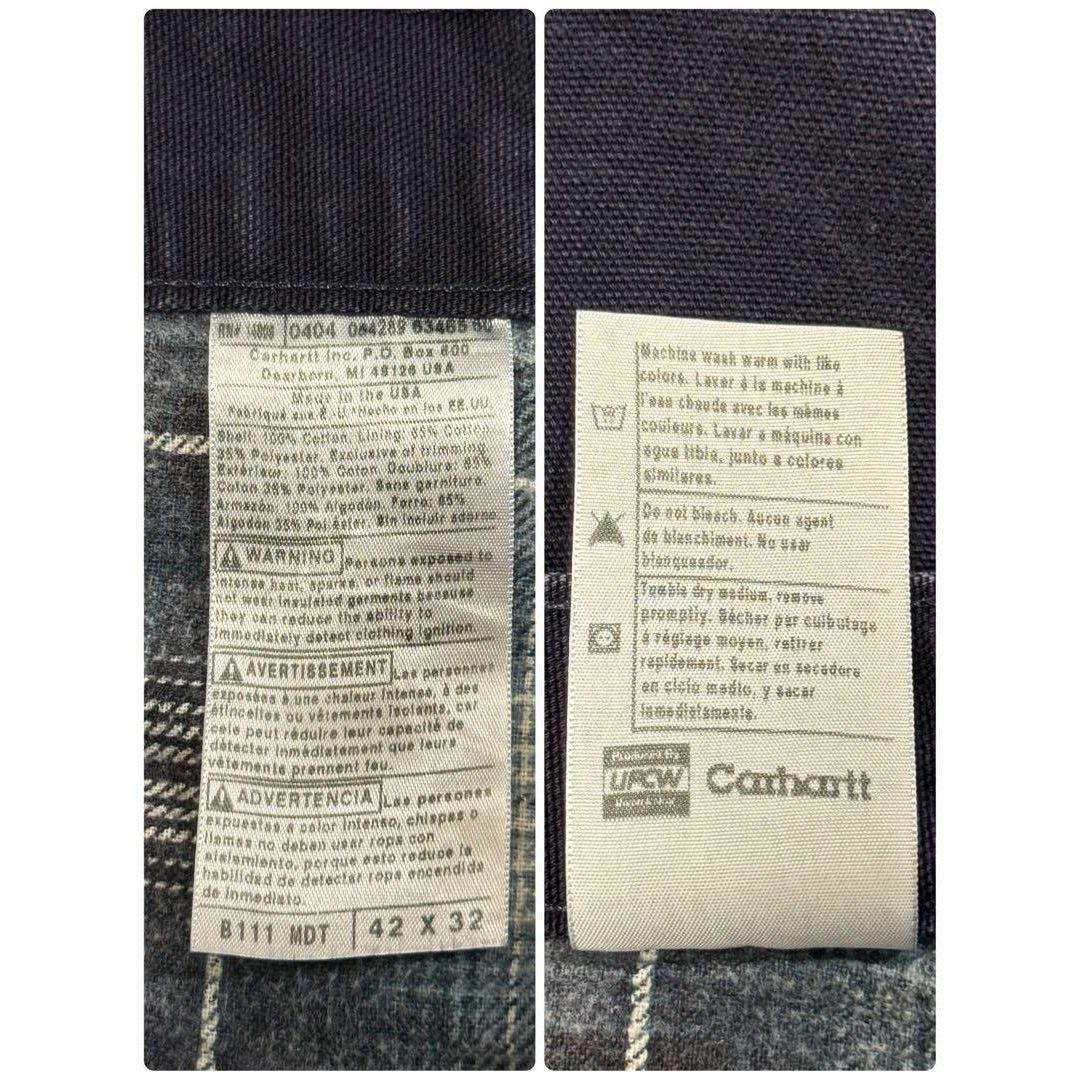 RN# 14806 0404 084289 63465
Carhartt Inc. P.O. Box 600
Dearborn, MI 48126 USA
Made in the USA
Fabriqué aux É.U *Hecho en los EE.UU.
Shell: 100% Cotton. Lining: 65% Cotton
35% Polyester. Exclusive of trimming.
Extérieur: 100% Coton. Doublure: 65%
Coton 35% Polyester. Sans garniture.
Armazón: 100% Algodón. Forro: 65%
Algodón 35% Poliéster. Sin incluir adorno
WARNING Persons exposed to
intense heat, sparks, or flame should
not wear insulated garments because
they can reduce the ability to
immediately detect clothing ignition.
AVERTISSEMENT Les personnes
exposées à une chaleur intense, à des
étincelles ou vêtements isolants, car
cela peut réduire leur capacité de
détecter immédiatement que leurs
vêtements prennent feu.
ADVERTENCIA Las personas
expuestas a calor intenso, chispas o
llamas no deban usar ropa con
aislamiento, porque esto reduce la
habilidad de detectar ropa encendida
de inmediato.
B111 MDT 42 X 32
Machine wash warm with like
colors. Laver à la machine à
l'eau chaude avec les mêmes
couleurs. Lavar a máquina con
agua tibia, junto a colores
similares.
Do not bleach. Aucun agent
de blanchiment. No usar
blanqueador.
Tumble dry medium, remove
promptly. Sécher par culbutage
à réglage moyen, retirer
rapidement. Secar en secadora
en ciclo medio, y sacar
inmediatamente.
UFCW Carhartt